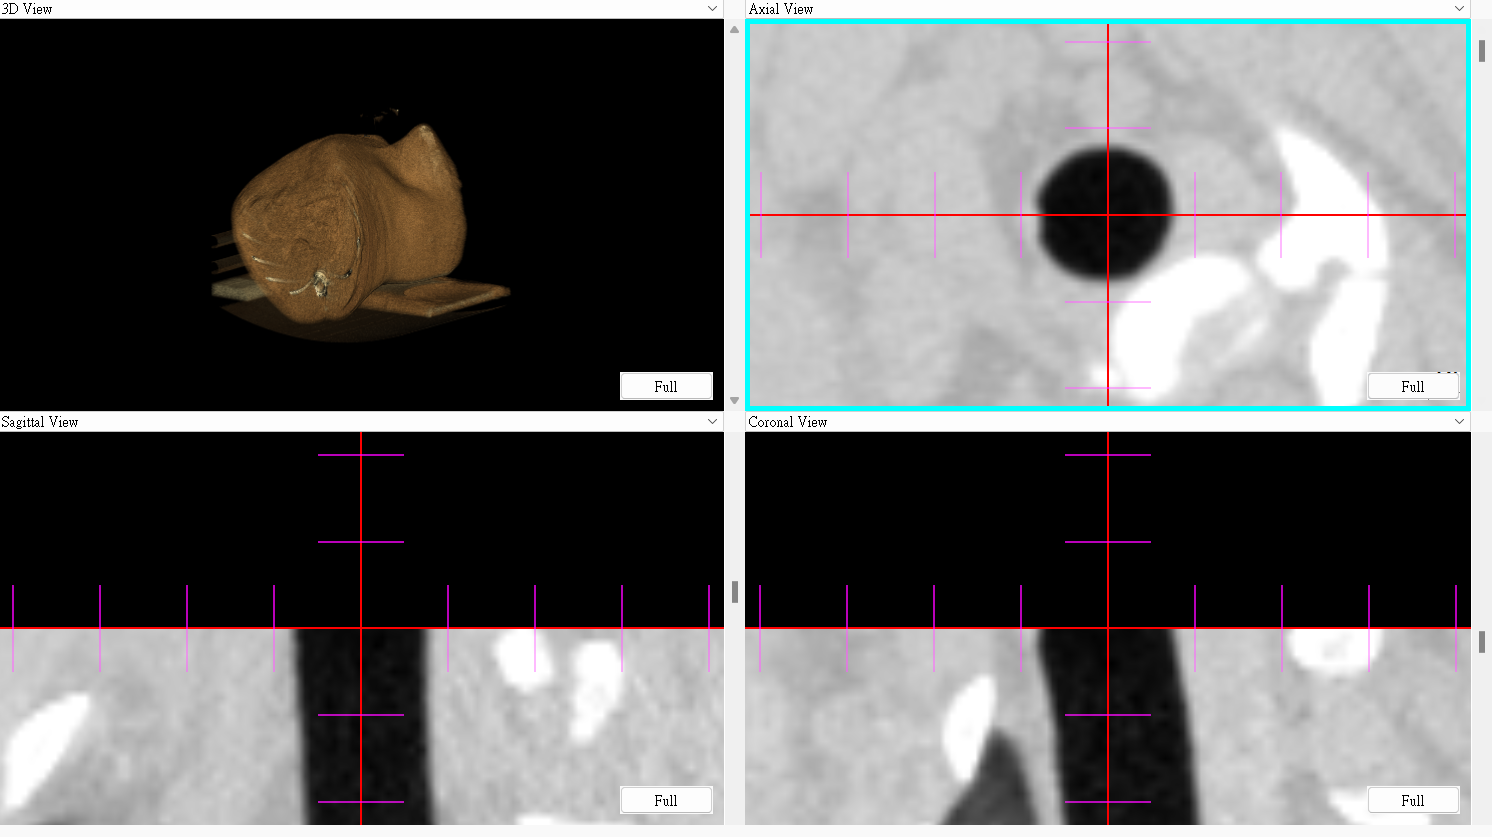 3D View
Axial View
Full
Full
Sagittal View
Coronal View
Full
Full